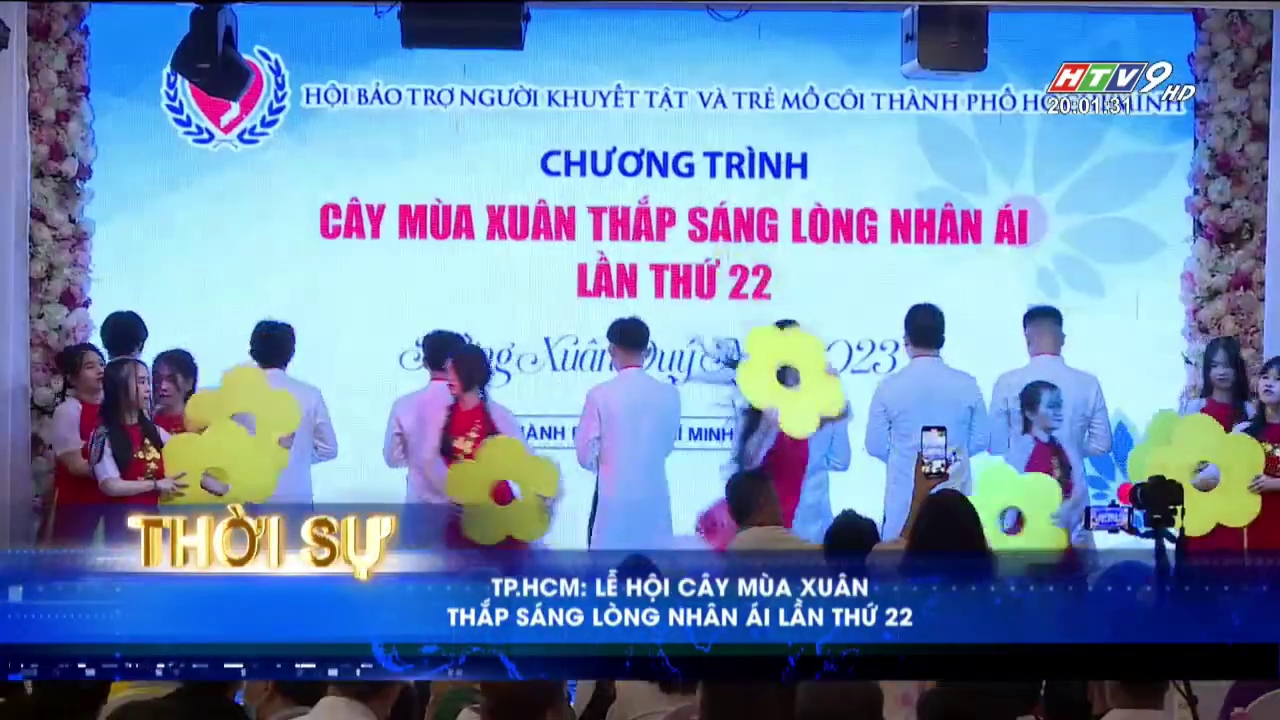 HỘI BẢO TRỢ NGƯỜI KHUYẾT TẬT VÀ TRẺ MỒ CÔI THÀNH PHỐ MINH
HTV9 HD
20:01:31
CHƯƠNG TRÌNH
CÂY MÙA XUÂN THẮP SÁNG LÒNG NHÂN ÁI
LẦN THỨ 22
Xuân Quý 2023
MINH
THỜI SỰ
TP.HCM: LỄ HỘI CÂY MÙA XUÂN
THẮP SÁNG LÒNG NHÂN ÁI LẦN THỨ 22